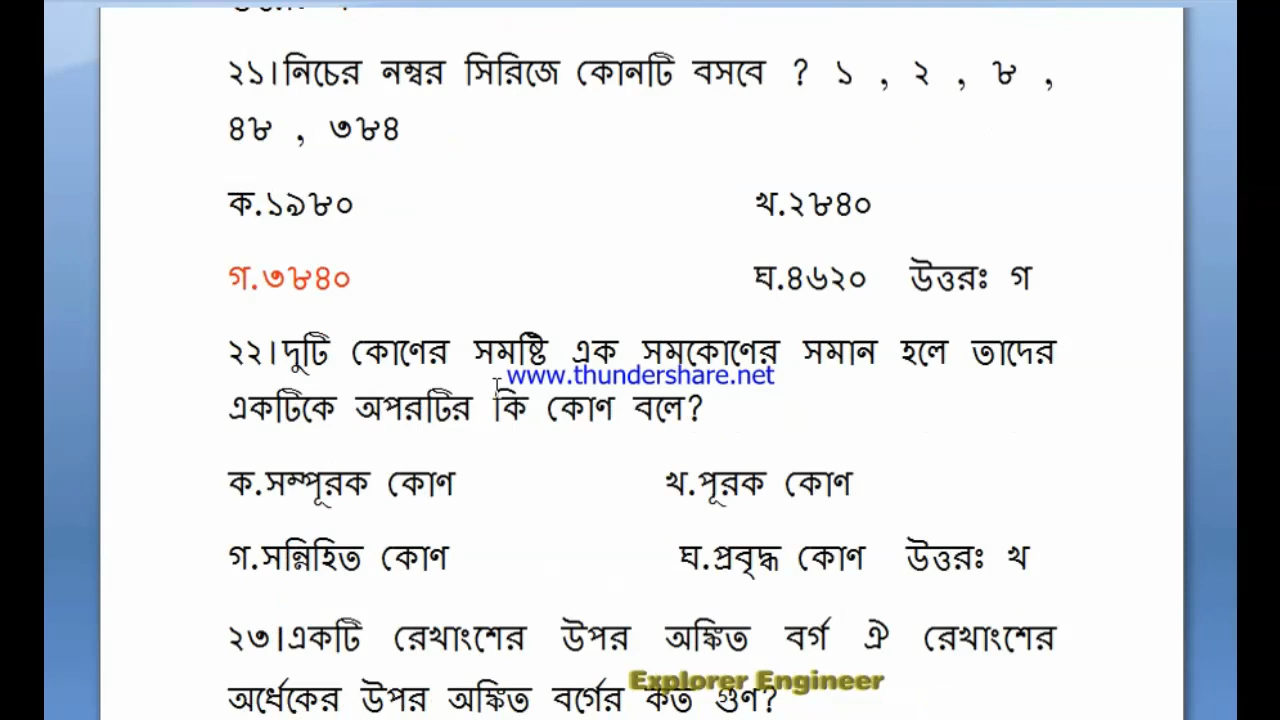 ২১।নিচের নম্বর সিরিজে কোনটি বসবে ? ১ , ২ , ৮ ,
৪৮ , ৩৮৪
ক.১৯৮০ খ.২৮৪০
গ.৩৮৪০ ঘ.৪৬২০ উত্তরঃ গ
২২।দুটি কোণের সমষ্টি এক সমকোণের সমান হলে তাদের
www.thundershare.net
একটিকে অপরটির কি কোণ বলে?
ক.সম্পূরক কোণ খ.পূরক কোণ
গ.সন্নিহিত কোণ ঘ.প্রবৃদ্ধ কোণ উত্তরঃ খ
২৩।একটি রেখাংশের উপর অঙ্কিত বর্গ ঐ রেখাংশের
Explorer Engineer
অর্ধেকের উপর অঙ্কিত বর্গের কত গুণ?